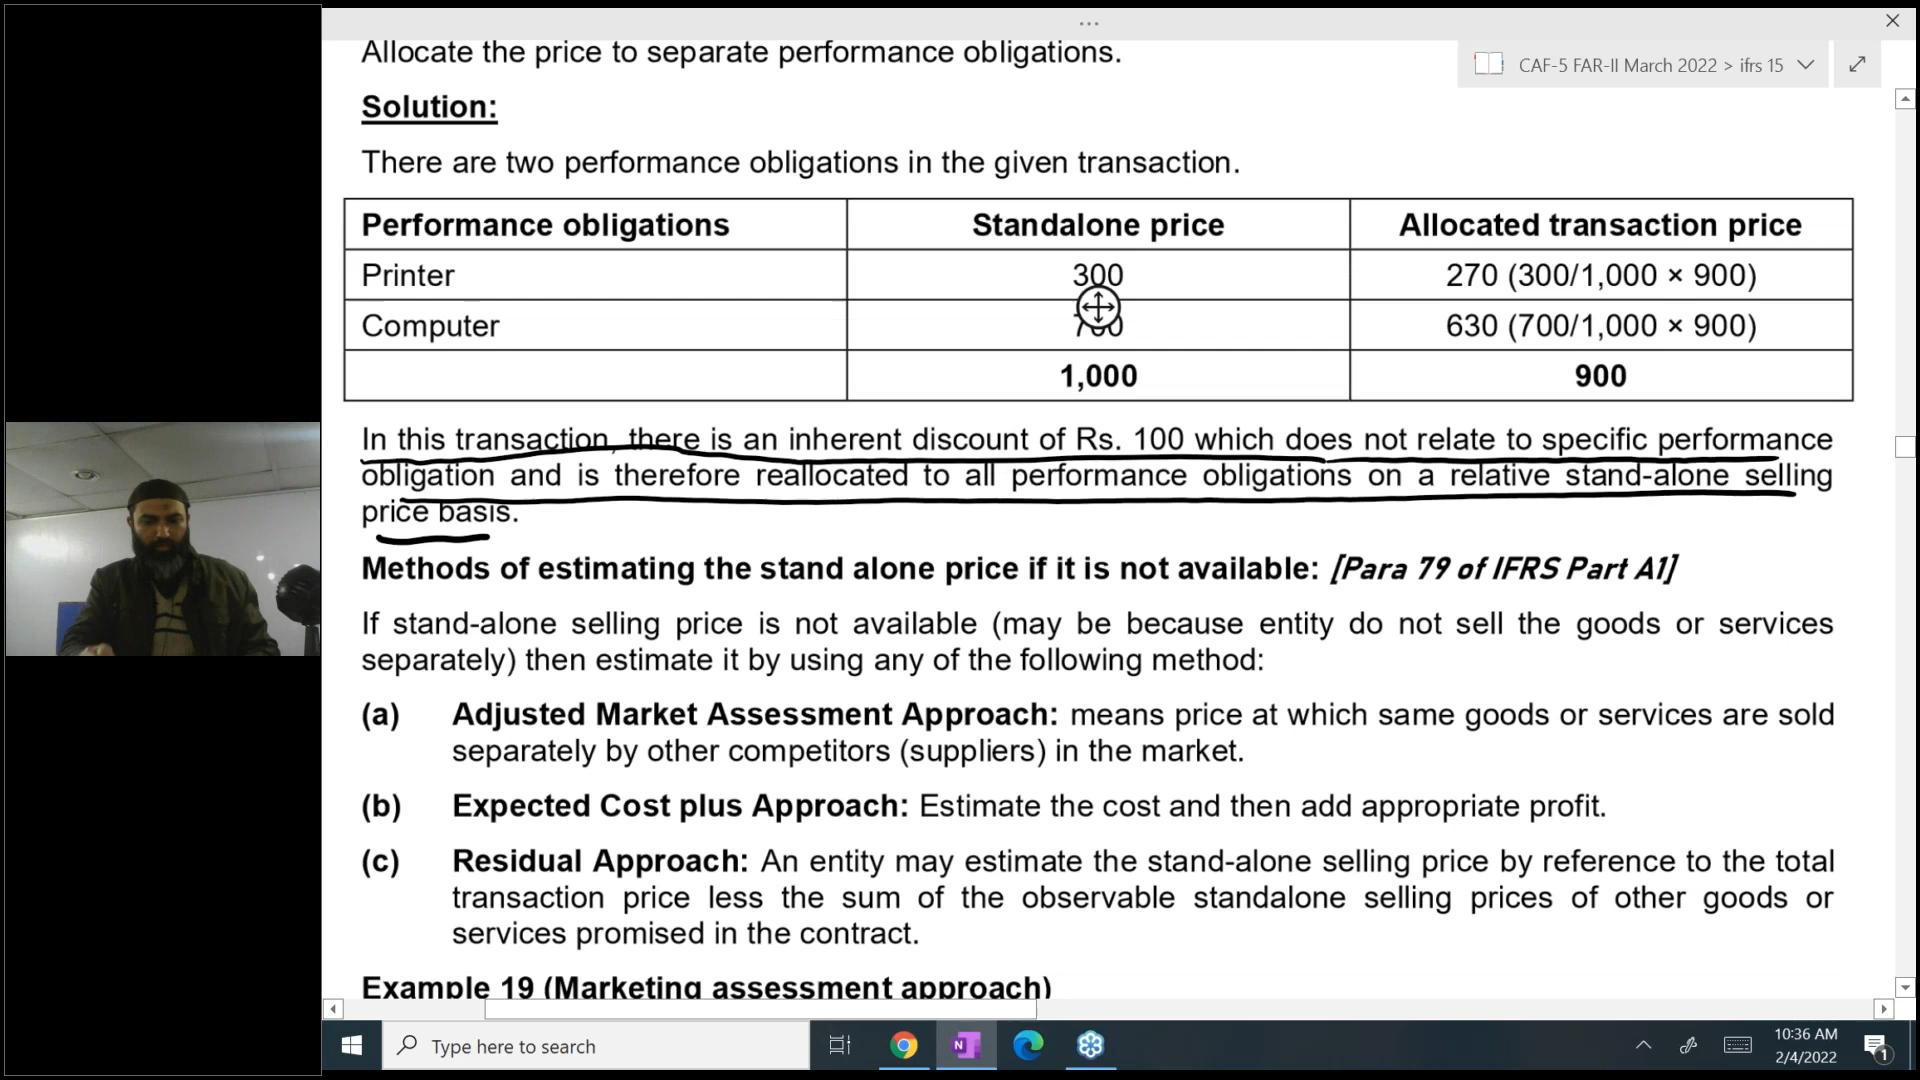 Allocate the price to separate performance obligations.
CAF-5 FAR-II March 2022 > ifrs 15
Solution:
There are two performance obligations in the given transaction.
Performance obligations Standalone price Allocated transaction price
Printer 300 270 (300/1,000 × 900)
Computer 700 630 (700/1,000 × 900)
1,000 900
In this transaction, there is an inherent discount of Rs. 100 which does not relate to specific performance
obligation and is therefore reallocated to all performance obligations on a relative stand-alone selling
price basis.
Methods of estimating the stand alone price if it is not available: [Para 79 of IFRS Part A1]
If stand-alone selling price is not available (may be because entity do not sell the goods or services
separately) then estimate it by using any of the following method:
(a) Adjusted Market Assessment Approach: means price at which same goods or services are sold
separately by other competitors (suppliers) in the market.
(b) Expected Cost plus Approach: Estimate the cost and then add appropriate profit.
(c) Residual Approach: An entity may estimate the stand-alone selling price by reference to the total
transaction price less the sum of the observable standalone selling prices of other goods or
services promised in the contract.
Example 19 (Marketing assessment approach)
Type here to search
N
10:36 AM
2/4/2022
1